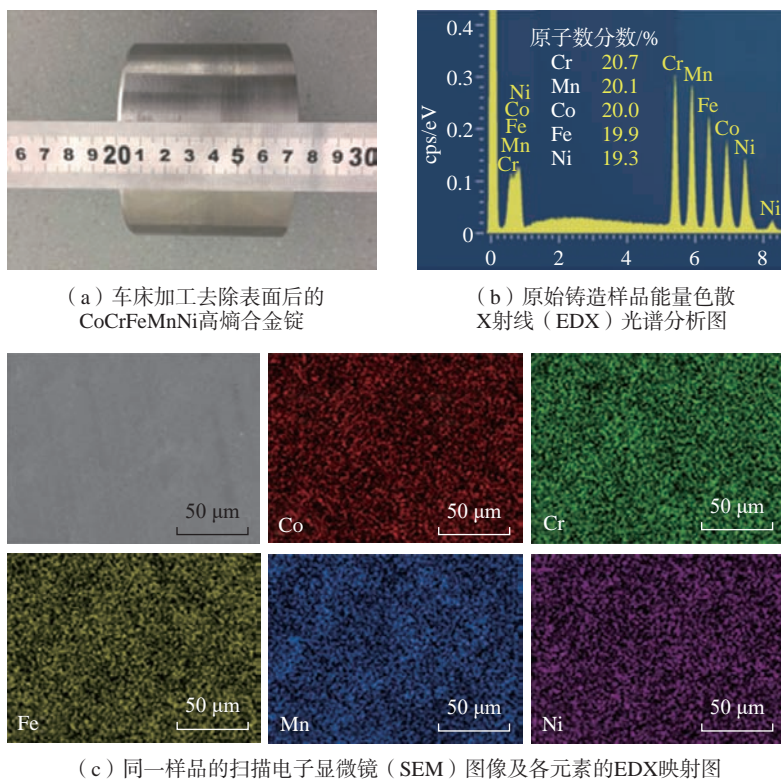 6 7 8 9 20 1 2 3 4 5 6 7 8 9 30
0.4
0.3
0.2
0.1
0
cps/eV
原子数分数/%
Cr 20.7
Mn 20.1
Co 20.0
Fe 19.9
Ni 19.3
Ni
Co
Fe
Mn
Cr
Cr
Mn
Fe
Co
Ni
Ni
0 2 4 6 8
（a）车床加工去除表面后的
CoCrFeMnNi高熵合金锭
（b）原始铸造样品能量色散
X射线（EDX）光谱分析图
50 μm
Co 50 μm
Cr 50 μm
Fe 50 μm
Mn 50 μm
Ni 50 μm
（c）同一样品的扫描电子显微镜（SEM）图像及各元素的EDX映射图